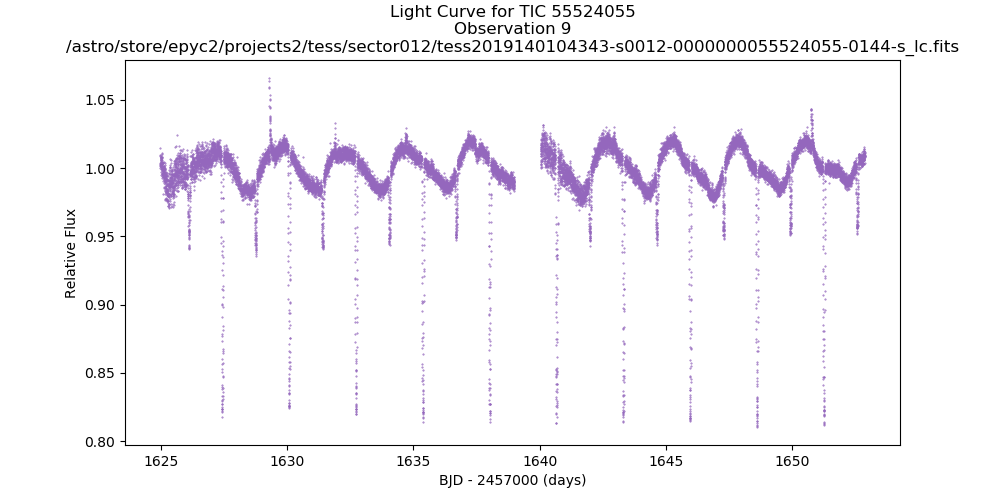 Light Curve for TIC 55524055
Observation 9
/astro/store/epyc2/projects2/tess/sector012/tess2019140104343-s0012-0000000055524055-0144-s_lc.fits
1.05
1.00
0.95
0.90
0.85
0.80
Relative Flux
1625 1630 1635 1640 1645 1650
BJD - 2457000 (days)